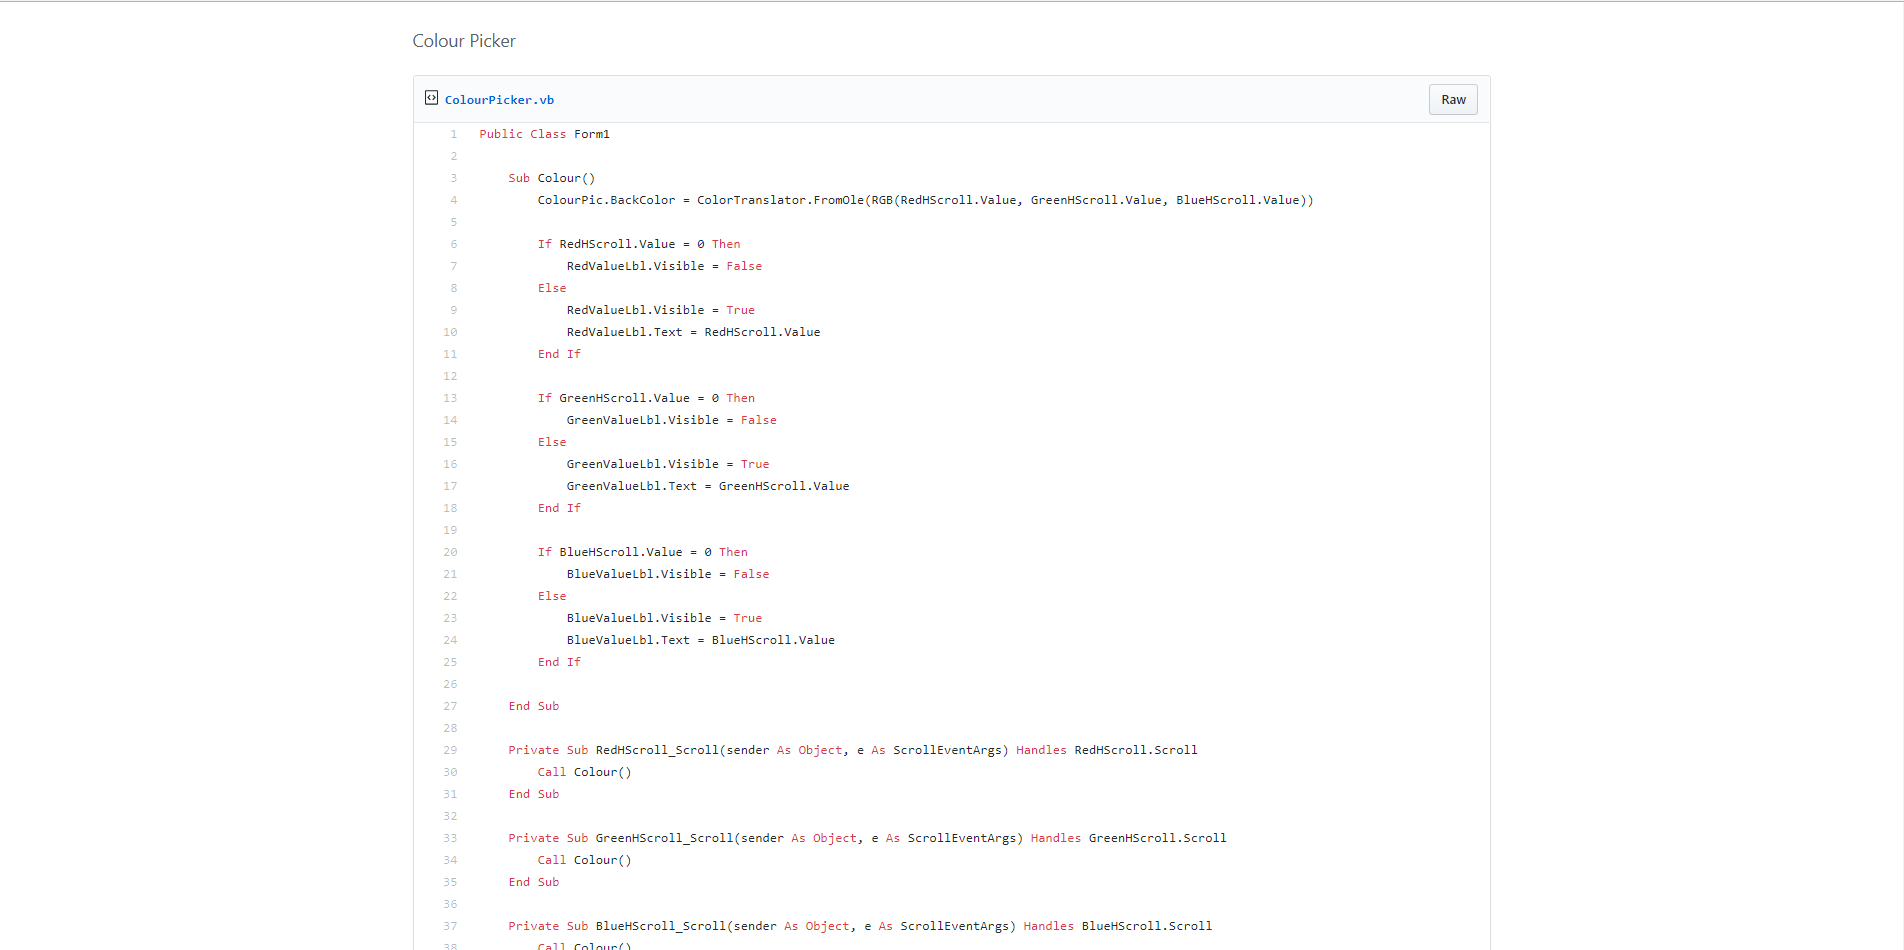 Colour Picker
ColourPicker.vb
Raw
1 Public Class Form1
2
3     Sub Colour()
4         ColourPic.BackColor = ColorTranslator.FromOle(RGB(RedHScroll.Value, GreenHScroll.Value, BlueHScroll.Value))
5
6         If RedHScroll.Value = 0 Then
7             RedValueLbl.Visible = False
8         Else
9             RedValueLbl.Visible = True
10             RedValueLbl.Text = RedHScroll.Value
11         End If
12
13         If GreenHScroll.Value = 0 Then
14             GreenValueLbl.Visible = False
15         Else
16             GreenValueLbl.Visible = True
17             GreenValueLbl.Text = GreenHScroll.Value
18         End If
19
20         If BlueHScroll.Value = 0 Then
21             BlueValueLbl.Visible = False
22         Else
23             BlueValueLbl.Visible = True
24             BlueValueLbl.Text = BlueHScroll.Value
25         End If
26
27     End Sub
28
29     Private Sub RedHScroll_Scroll(sender As Object, e As ScrollEventArgs) Handles RedHScroll.Scroll
30         Call Colour()
31     End Sub
32
33     Private Sub GreenHScroll_Scroll(sender As Object, e As ScrollEventArgs) Handles GreenHScroll.Scroll
34         Call Colour()
35     End Sub
36
37     Private Sub BlueHScroll_Scroll(sender As Object, e As ScrollEventArgs) Handles BlueHScroll.Scroll
38         Call Colour()